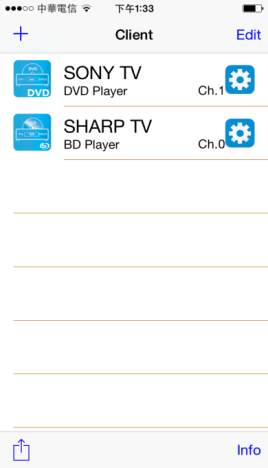 中華電信 下午1:33
+ Client Edit
DVD
DVD
SONY TV
DVD Player Ch.1
SHARP TV
BD Player Ch.0
Info